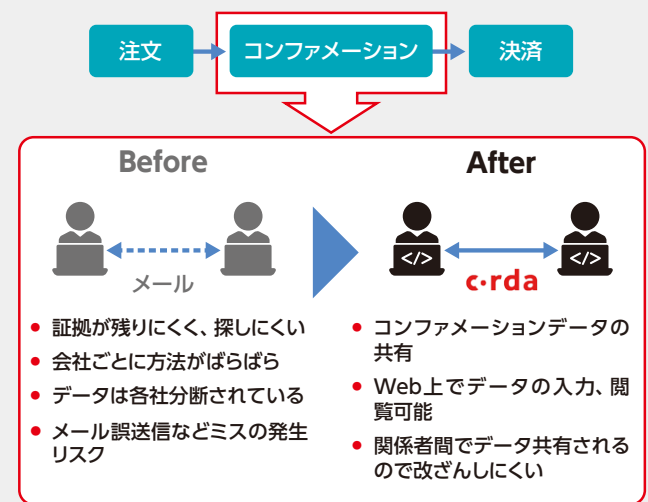 注文
コンファメーション
決済
Before
After
</>
</>
メール
c·rda
• 証拠が残りにくく、探しにくい
• 会社ごとに方法がばらばら
• データは各社分断されている
• メール誤送信などミスの発生
リスク
• コンファメーションデータの
共有
• Web上でデータの入力、閲
覧可能
• 関係者間でデータ共有される
ので改ざんしにくい